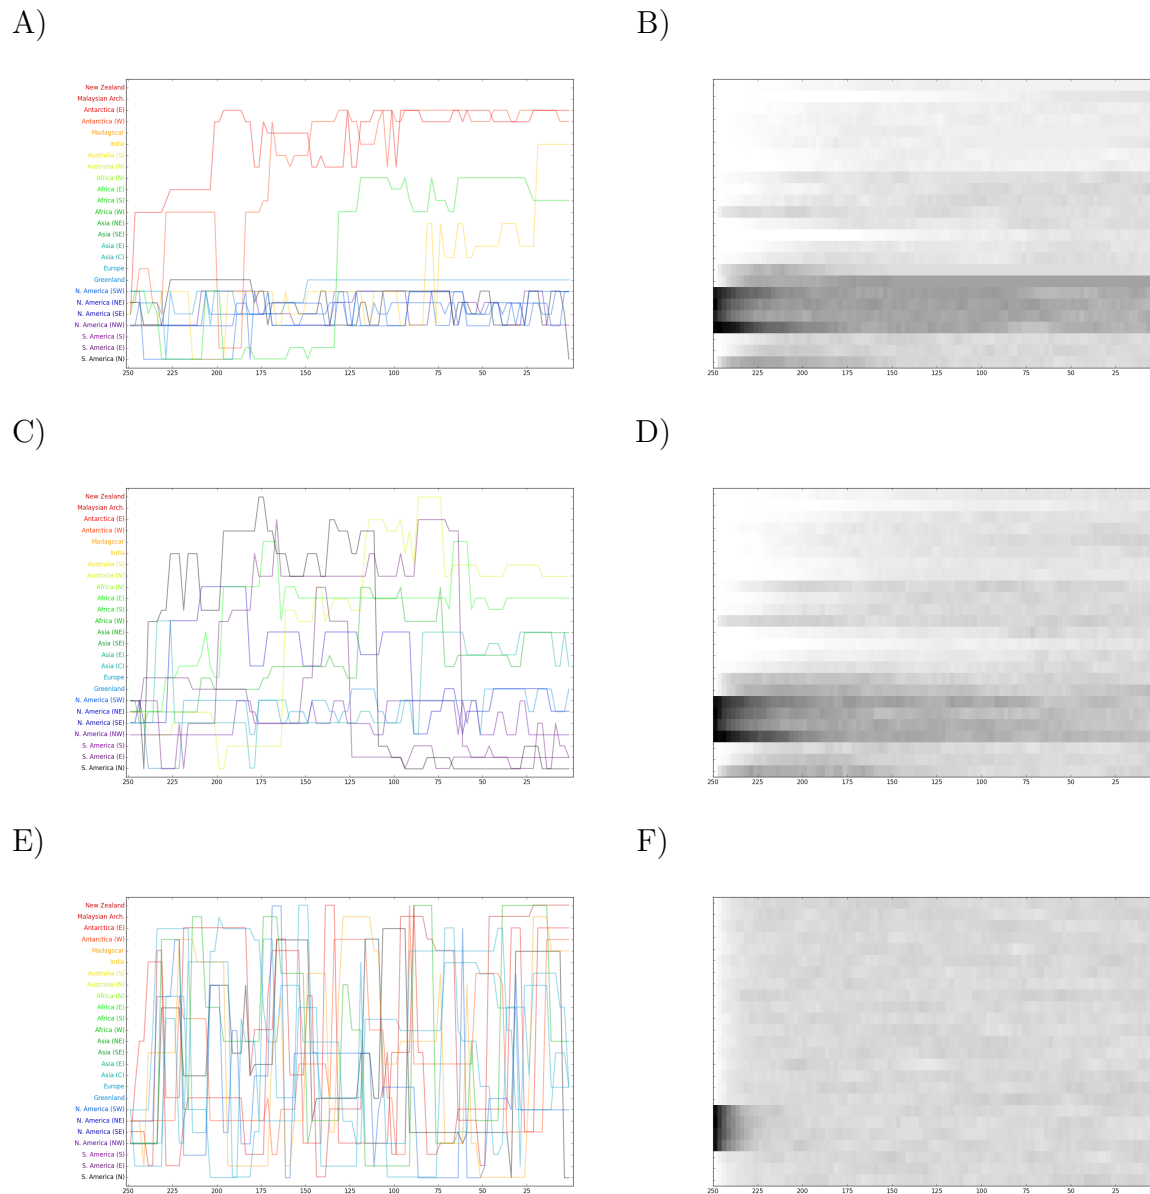 A)
B)
New Zealand
Malaysian Arch.
Antarctica (E)
Antarctica (W)
Madagscar
India
Australia (S)
Australia (N)
Africa (N)
Africa (E)
Africa (S)
Africa (W)
Asia (NE)
Asia (SE)
Asia (E)
Asia (C)
Europe
Greenland
N. America (SW)
N. America (NE)
N. America (SE)
N. America (NW)
S. America (S)
S. America (E)
S. America (N)
250 225 200 175 150 125 100 75 50 25
250 225 200 175 150 125 100 75 50 25
C)
D)
New Zealand
Malaysian Arch.
Antarctica (E)
Antarctica (W)
Madagscar
India
Australia (S)
Australia (N)
Africa (N)
Africa (E)
Africa (S)
Africa (W)
Asia (NE)
Asia (SE)
Asia (E)
Asia (C)
Europe
Greenland
N. America (SW)
N. America (NE)
N. America (SE)
N. America (NW)
S. America (S)
S. America (E)
S. America (N)
250 225 200 175 150 125 100 75 50 25
250 225 200 175 150 125 100 75 50 25
E)
F)
New Zealand
Malaysian Arch.
Antarctica (E)
Antarctica (W)
Madagscar
India
Australia (S)
Australia (N)
Africa (N)
Africa (E)
Africa (S)
Africa (W)
Asia (NE)
Asia (SE)
Asia (E)
Asia (C)
Europe
Greenland
N. America (SW)
N. America (NE)
N. America (SE)
N. America (NW)
S. America (S)
S. America (E)
S. America (N)
250 225 200 175 150 125 100 75 50 25
250 225 200 175 150 125 100 75 50 25